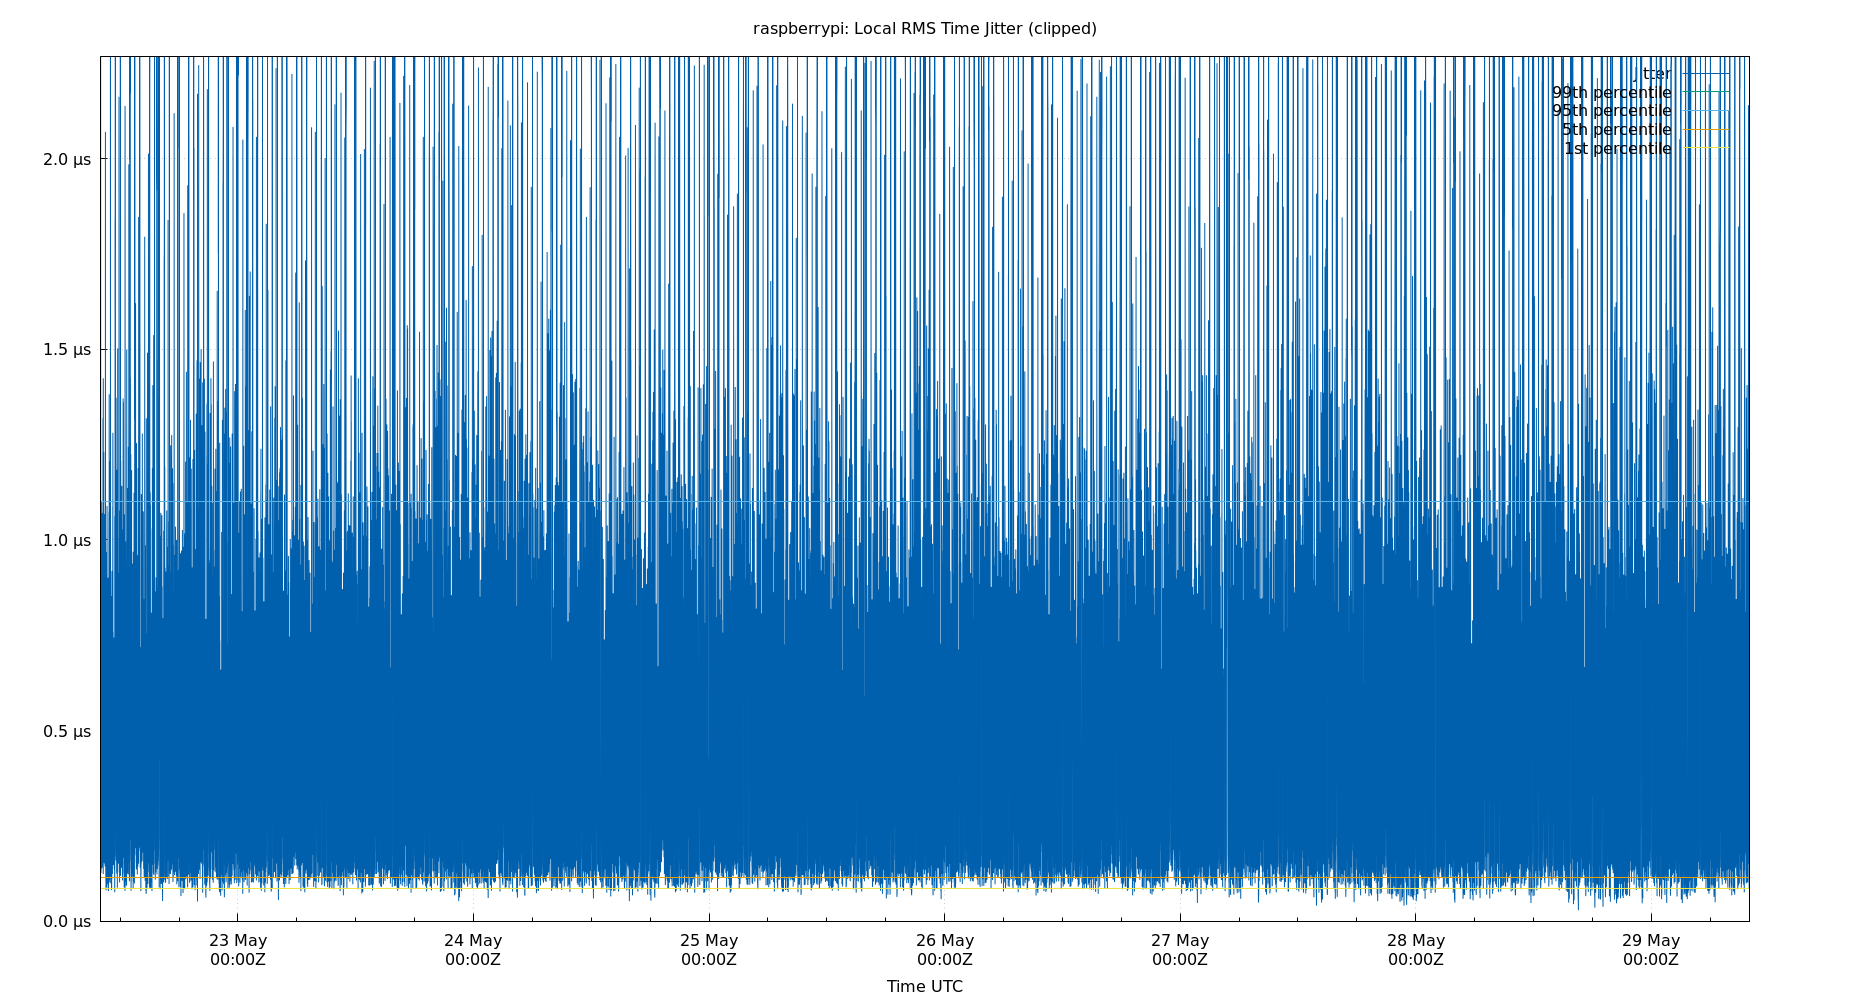 raspberrypi: Local RMS Time Jitter (clipped)
jitter
99th percentile
95th percentile
5th percentile
1st percentile
2.0 μs
1.5 μs
1.0 μs
0.5 μs
0.0 μs
23 May
00:00Z
24 May
00:00Z
25 May
00:00Z
26 May
00:00Z
27 May
00:00Z
28 May
00:00Z
29 May
00:00Z
Time UTC